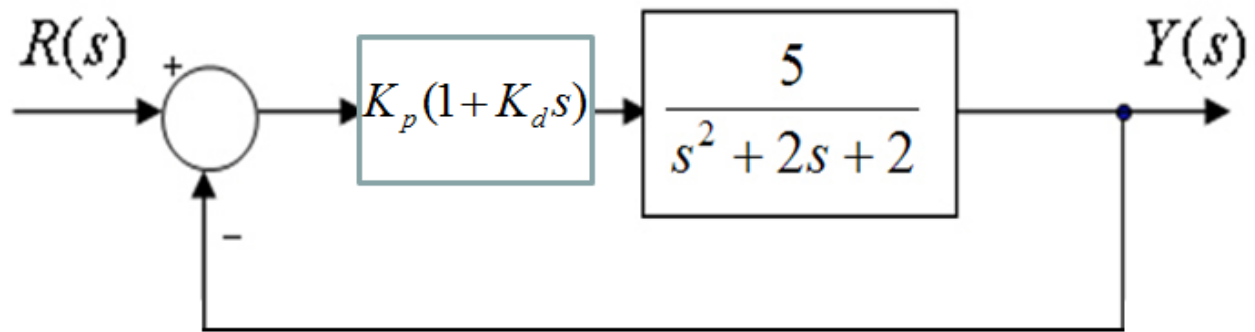 R(s)
+
K_p(1+K_d s)
5
s^2 + 2s + 2
Y(s)
−